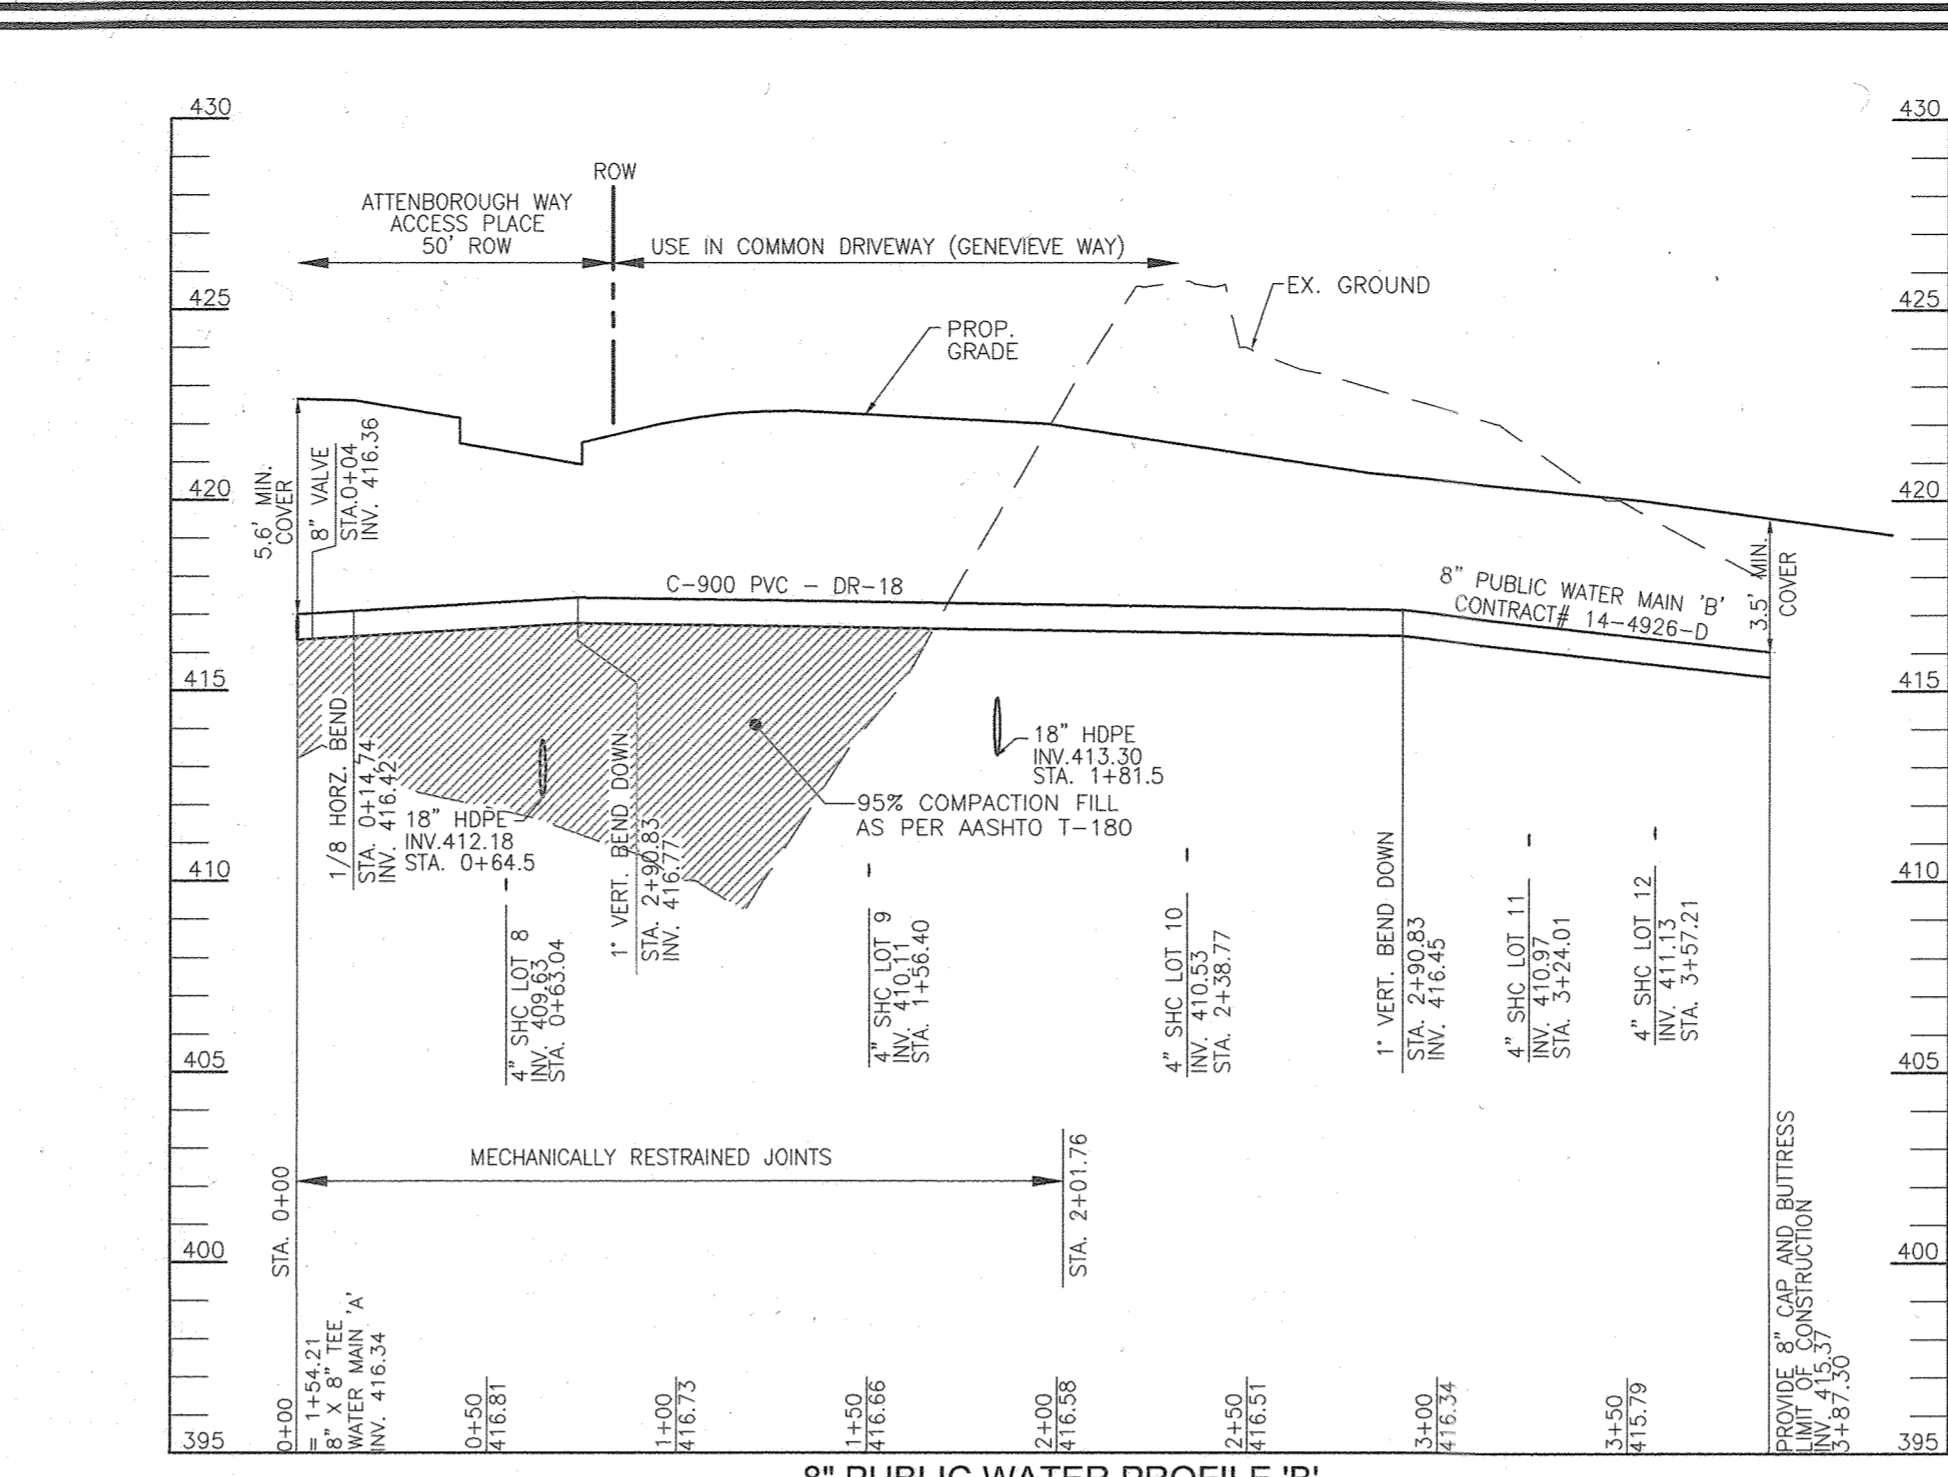 430
430
ROW
ATTENBOROUGH WAY
ACCESS PLACE
50' ROW
USE IN COMMON DRIVEWAY (GENEVIEVE WAY)
EX. GROUND
425
425
PROP.
GRADE
5.6' MIN.
COVER
8" VALVE
STA.0+04
INV. 416.36
420
420
C-900 PVC - DR-18
8" PUBLIC WATER MAIN 'B'
CONTRACT# 14-4926-D
3.5' MIN.
COVER
415
415
1/8 HORZ. BEND
STA. 0+14.74
INV. 416.42
18" HDPE
INV.412.18
STA. 0+64.5
1° VERT. BEND DOWN
STA. 2+90.83
INV. 416.77
18" HDPE
INV.413.30
STA. 1+81.5
95% COMPACTION FILL
AS PER AASHTO T-180
410
410
4" SHC LOT 8
INV. 409.63
STA. 0+63.04
4" SHC LOT 9
INV. 410.11
STA. 1+56.40
4" SHC LOT 10
INV. 410.53
STA. 2+38.77
1° VERT. BEND DOWN
STA. 2+90.83
INV. 416.45
4" SHC LOT 11
INV. 410.97
STA. 3+24.01
4" SHC LOT 12
INV. 411.13
STA. 3+57.21
405
405
MECHANICALLY RESTRAINED JOINTS
STA. 0+00
STA. 2+01.76
400
400
0+00
= 1+54.21
8" X 8" TEE
WATER MAIN 'A'
INV. 416.34
0+50
416.81
1+00
416.73
1+50
416.66
2+00
416.58
2+50
416.51
3+00
416.34
3+50
415.79
PROVIDE 8" CAP AND BUTTRESS
LIMIT OF CONSTRUCTION
INV. 415.37
3+87.30
395
395
8" PUBLIC WATER PROFILE 'B'